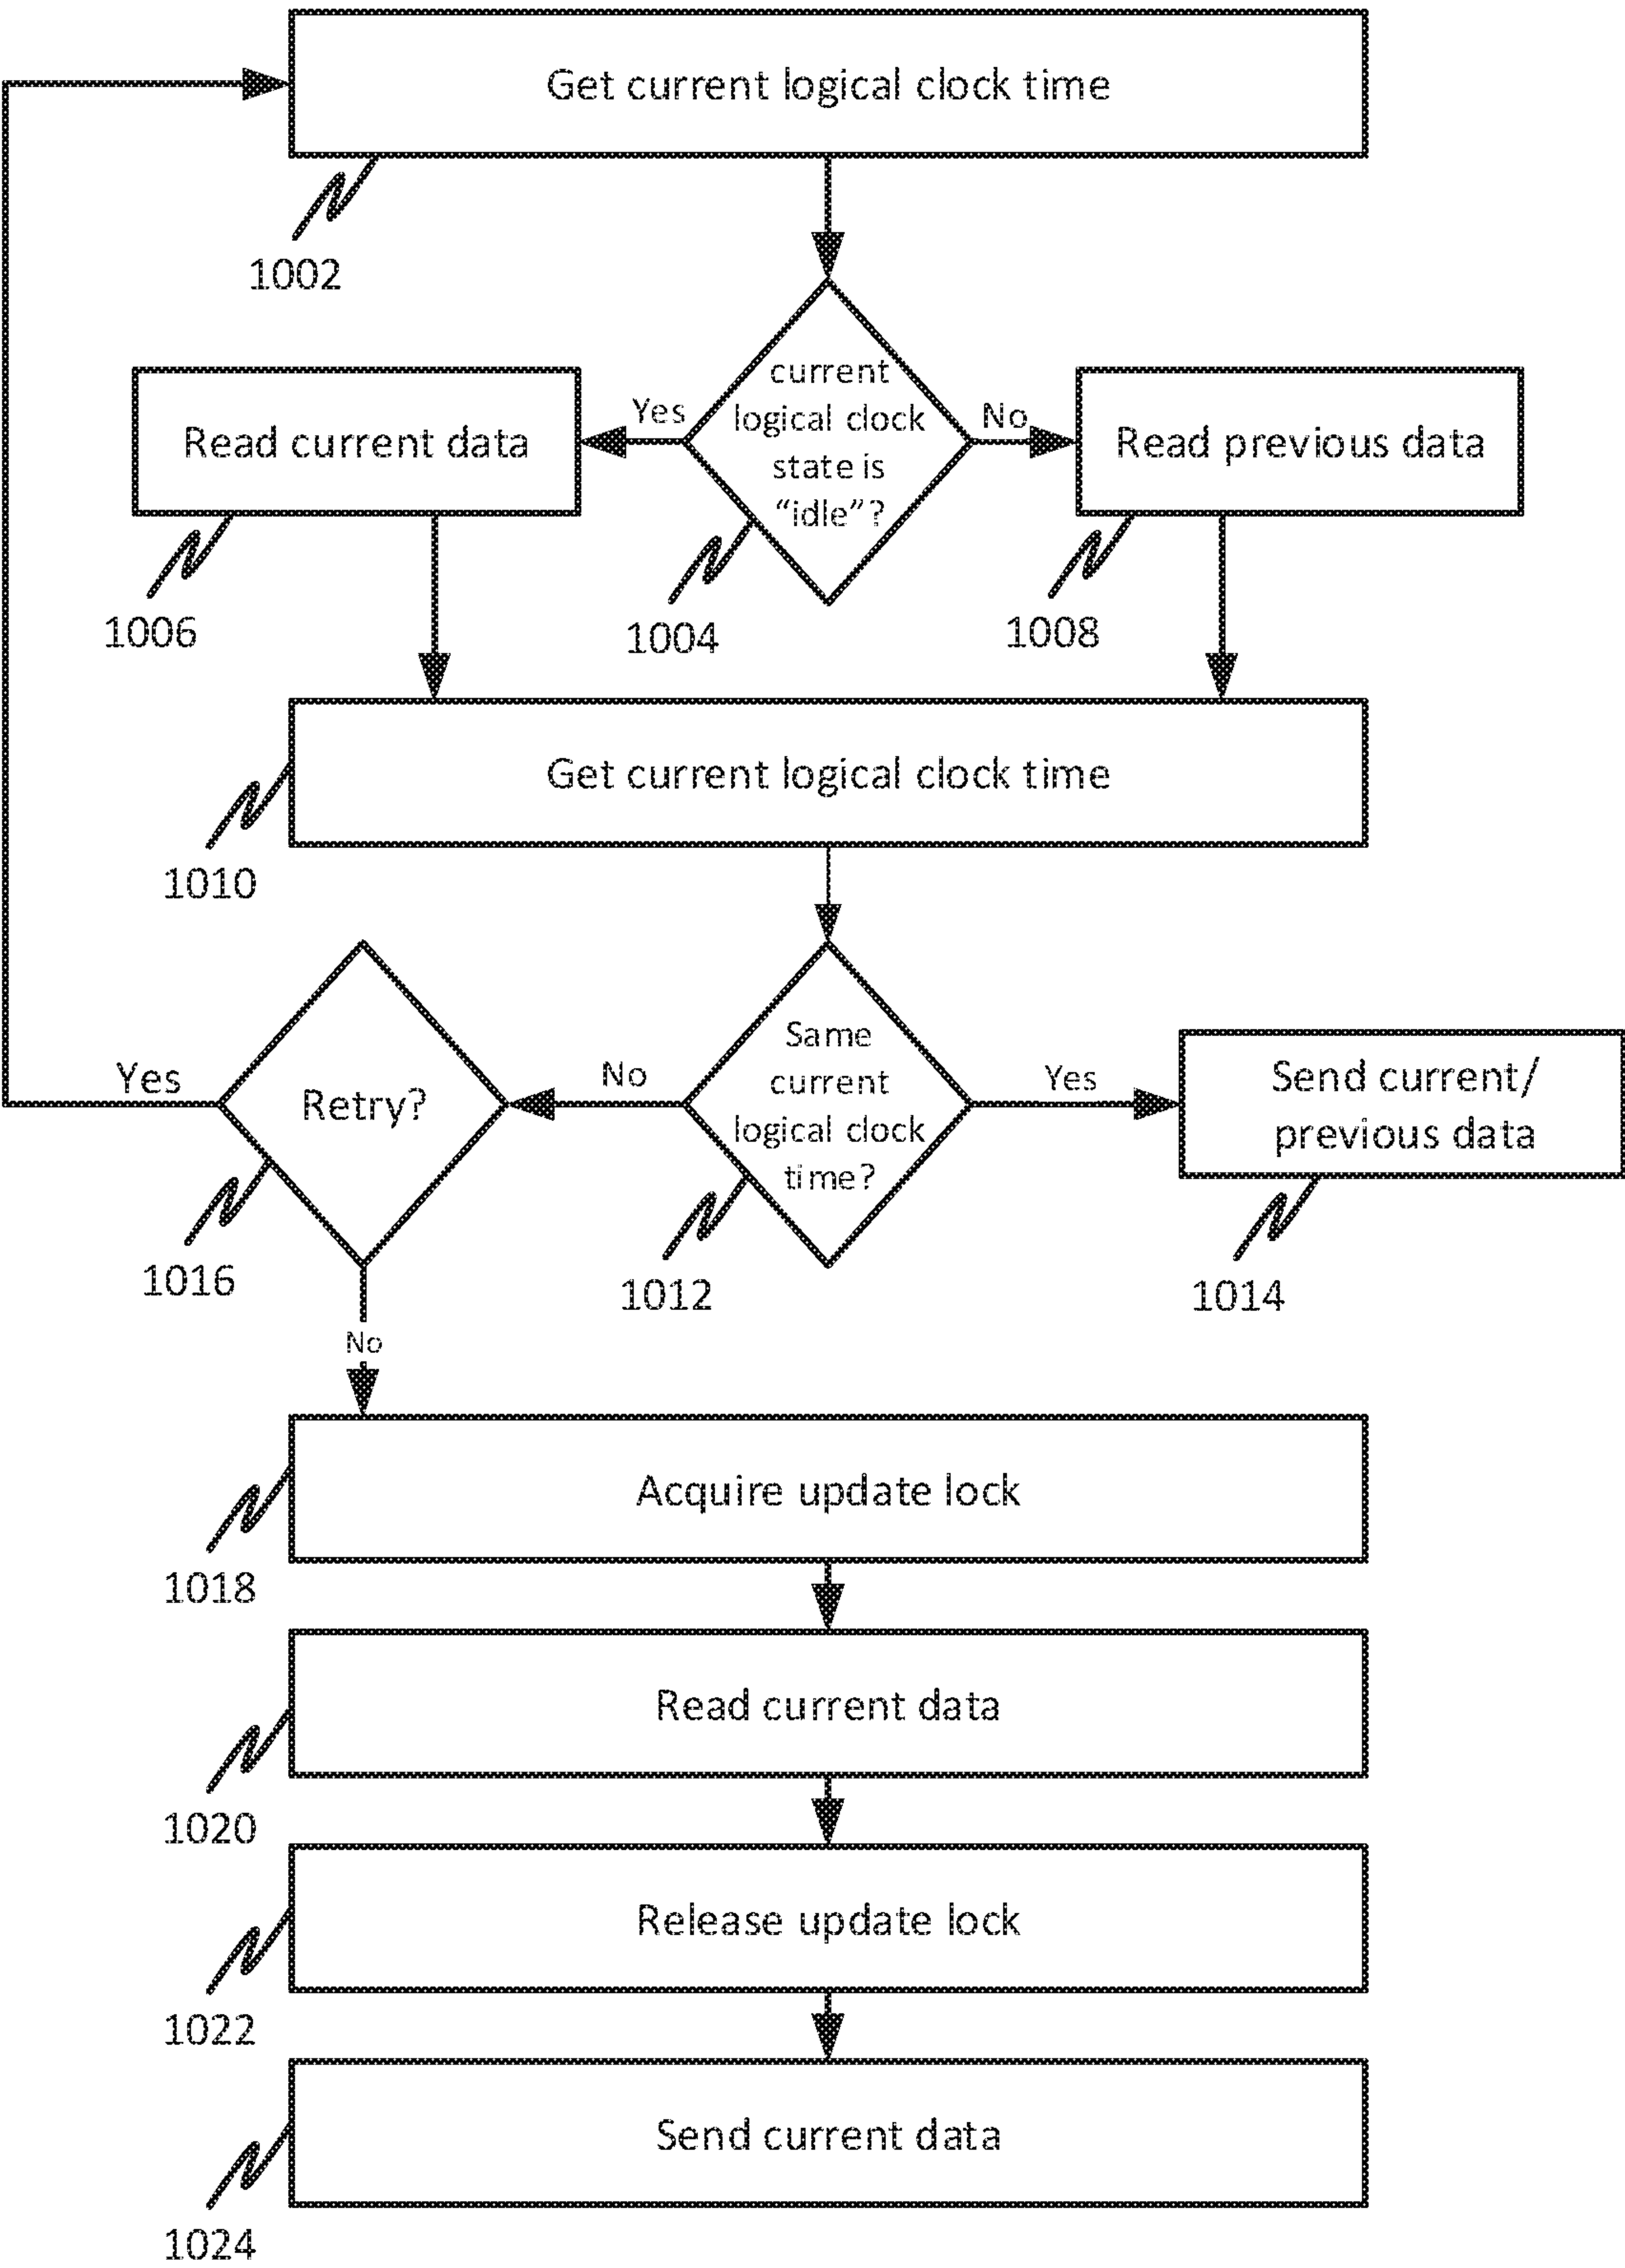 Get current logical clock time
1002
current
logical clock
state is
“idle”?
Yes
No
Read current data
Read previous data
1006
1004
1008
Get current logical clock time
1010
Same
current
logical clock
time?
No
Yes
Retry?
Yes
Send current/
previous data
1016
1012
1014
No
Acquire update lock
1018
Read current data
1020
Release update lock
1022
Send current data
1024